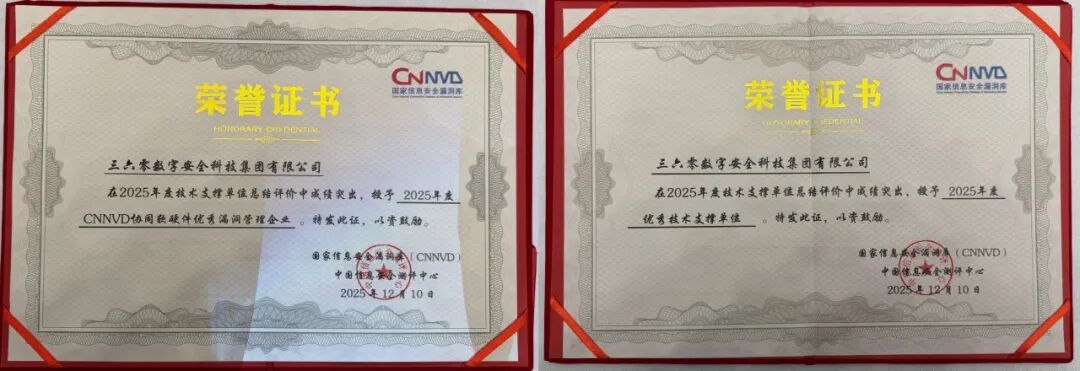 CNNVD
国家信息安全漏洞库
荣誉证书
HONORARY CREDENTIAL
三六零数字安全科技集团有限公司
在2025年度技术支撑单位总结评价中成绩突出，授予 2025年度
CNNVD协同软硬件优秀漏洞管理企业 。特发此证，以资鼓励。
国家信息安全漏洞库（CNNVD）
中国信息安全测评中心
2025年12月10日
CNNVD
国家信息安全漏洞库
荣誉证书
HONORARY CREDENTIAL
三六零数字安全科技集团有限公司
在2025年度技术支撑单位总结评价中成绩突出，授予 2025年度
优秀技术支撑单位 。特发此证，以资鼓励。
国家信息安全漏洞库（CNNVD）
中国信息安全测评中心
2025年12月10日